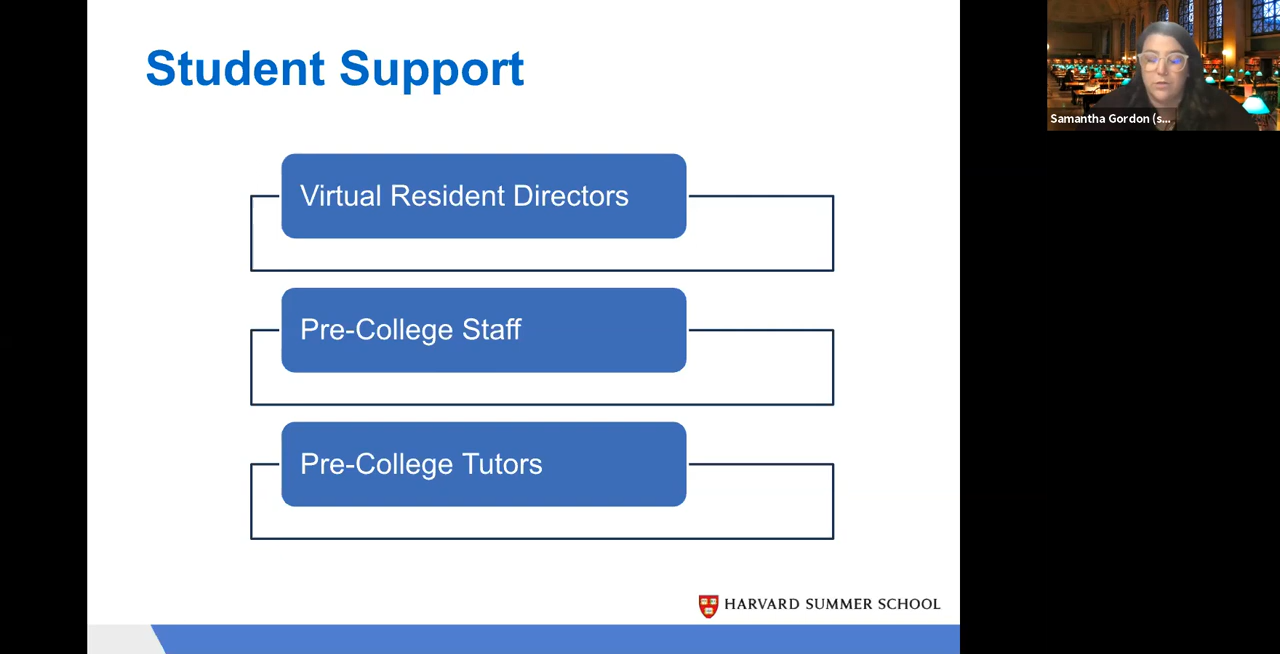 Student Support
Samantha Gordon (s...
Virtual Resident Directors
Pre-College Staff
Pre-College Tutors
HARVARD SUMMER SCHOOL